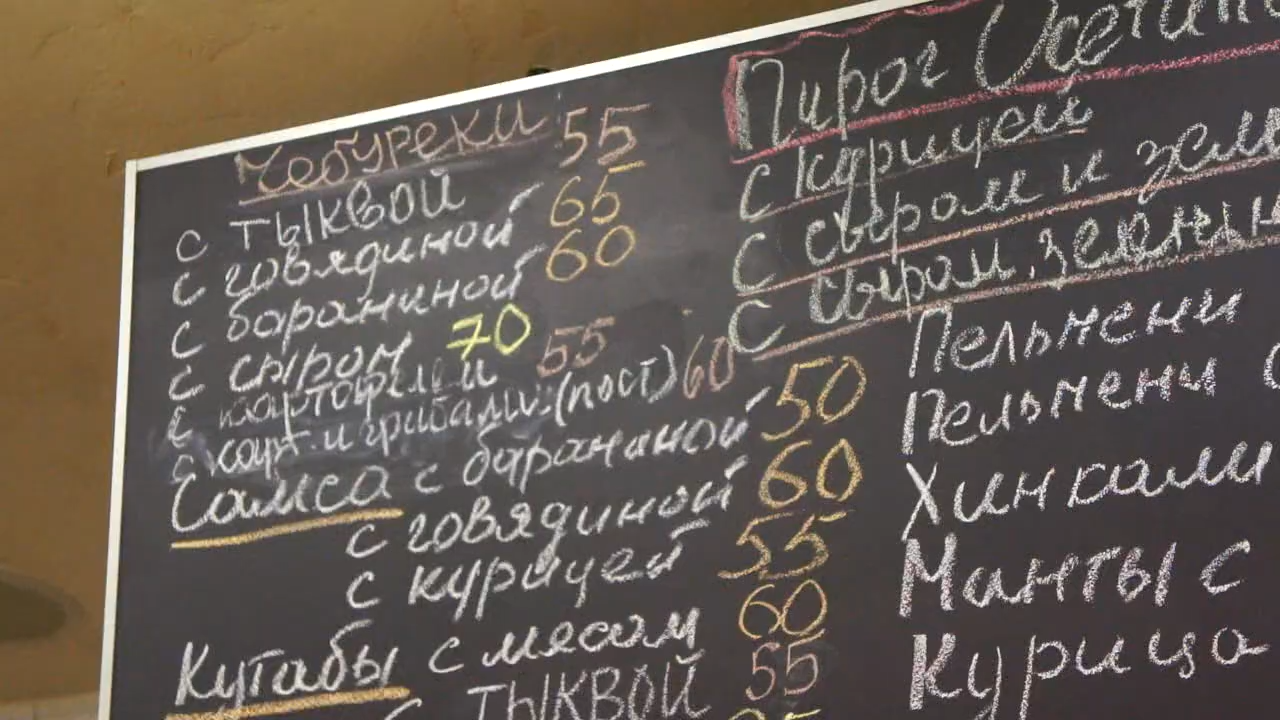 Чебуреки
с тыквой 55
с говядиной 65
с бараниной 60
с сыром 70
с картофелем 55
с карт. и грибами (пост) 60
Самса с бараниной 50
с говядиной 60
с курицей 55
Кутабы с мясом 60
с тыквой 55
Пирог Осетин
с курицей
с сыром и зел
с сыром, зелень
Пельмени
Пельмени с
Хинкали
Манты с
Курица